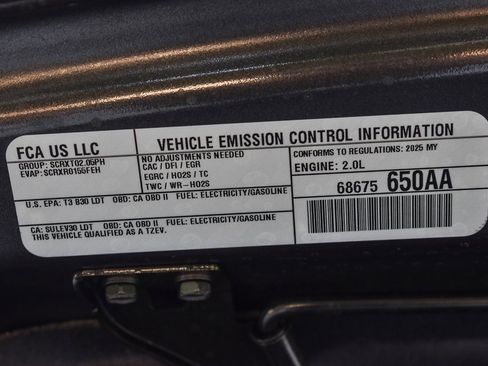 FCA US LLC
GROUP: SCRXT02.05PH
EVAP: SCRXR0155FEH
VEHICLE EMISSION CONTROL INFORMATION
NO ADJUSTMENTS NEEDED
CAC / DFI / EGR
EGRC / HO2S / TC
TWC / WR-HO2S
CONFORMS TO REGULATIONS: 2025 MY
ENGINE: 2.0L
68675 650AA
U.S. EPA: T3 B30 LDT OBD: CA OBD II FUEL: ELECTRICITY/GASOLINE
CA: SULEV30 LDT OBD: CA OBD II FUEL: ELECTRICITY/GASOLINE
THIS VEHICLE QUALIFIED AS A TZEV.